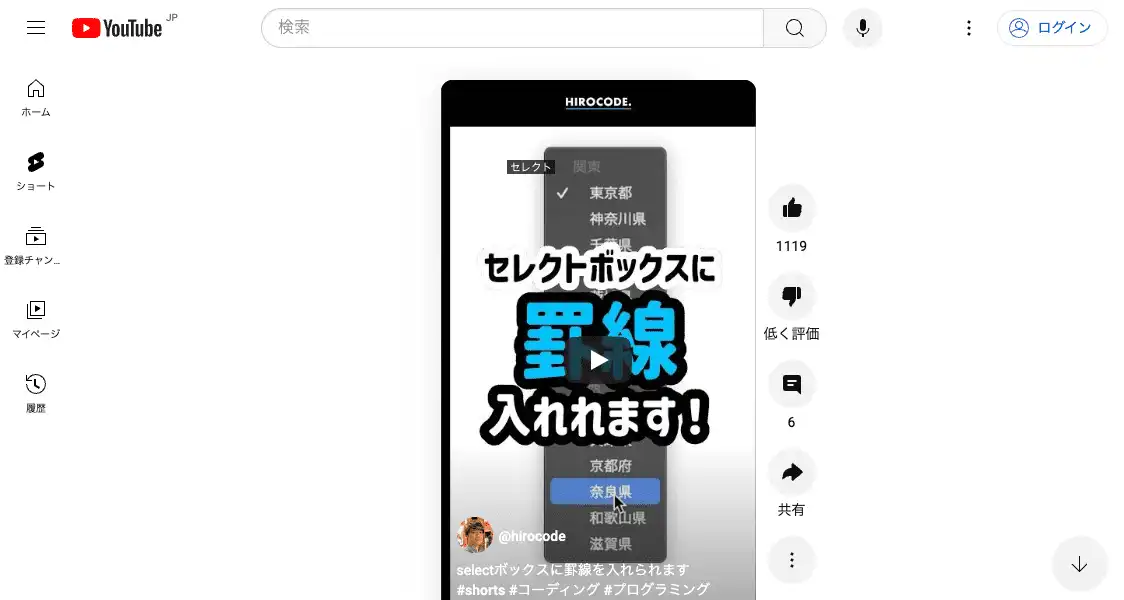 YouTube JP
検索
ログイン
ホーム
ショート
登録チャン...
マイページ
履歴
HIROCODE.
セレクト
関東
東京都
神奈川県
千葉県
セレクトボックスに
罫線
入れれます!
京都府
奈良県
和歌山県
滋賀県
@hirocode
selectボックスに罫線を入れられます
#shorts #コーディング #プログラミング
1119
低く評価
6
共有